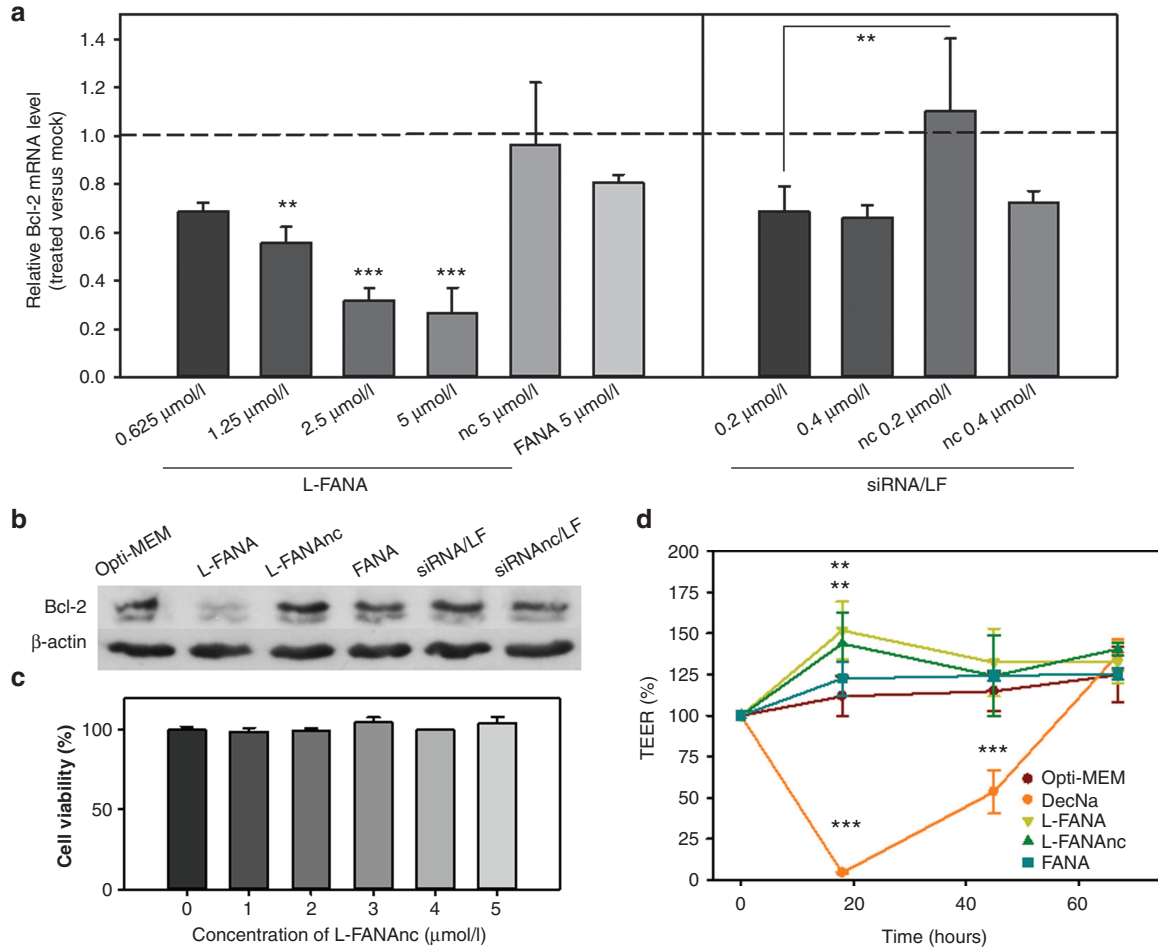 a
Relative Bcl-2 mRNA level
(treated versus mock)
1.4
1.2
1.0
0.8
0.6
0.4
0.2
0.0
**
***
***
**
0.625 μmol/l
1.25 μmol/l
2.5 μmol/l
5 μmol/l
nc 5 μmol/l
FANA 5 μmol/l
0.2 μmol/l
0.4 μmol/l
nc 0.2 μmol/l
nc 0.4 μmol/l
L-FANA
siRNA/LF
b
Opti-MEM
L-FANA
L-FANAnc
FANA
siRNA/LF
siRNAnc/LF
Bcl-2
β-actin
c
Cell viability (%)
100
50
0
0 1 2 3 4 5
Concentration of L-FANAnc (μmol/l)
d
TEER (%)
200
175
150
125
100
75
50
25
0
**
**
***
***
Opti-MEM
DecNa
L-FANA
L-FANAnc
FANA
0 20 40 60
Time (hours)